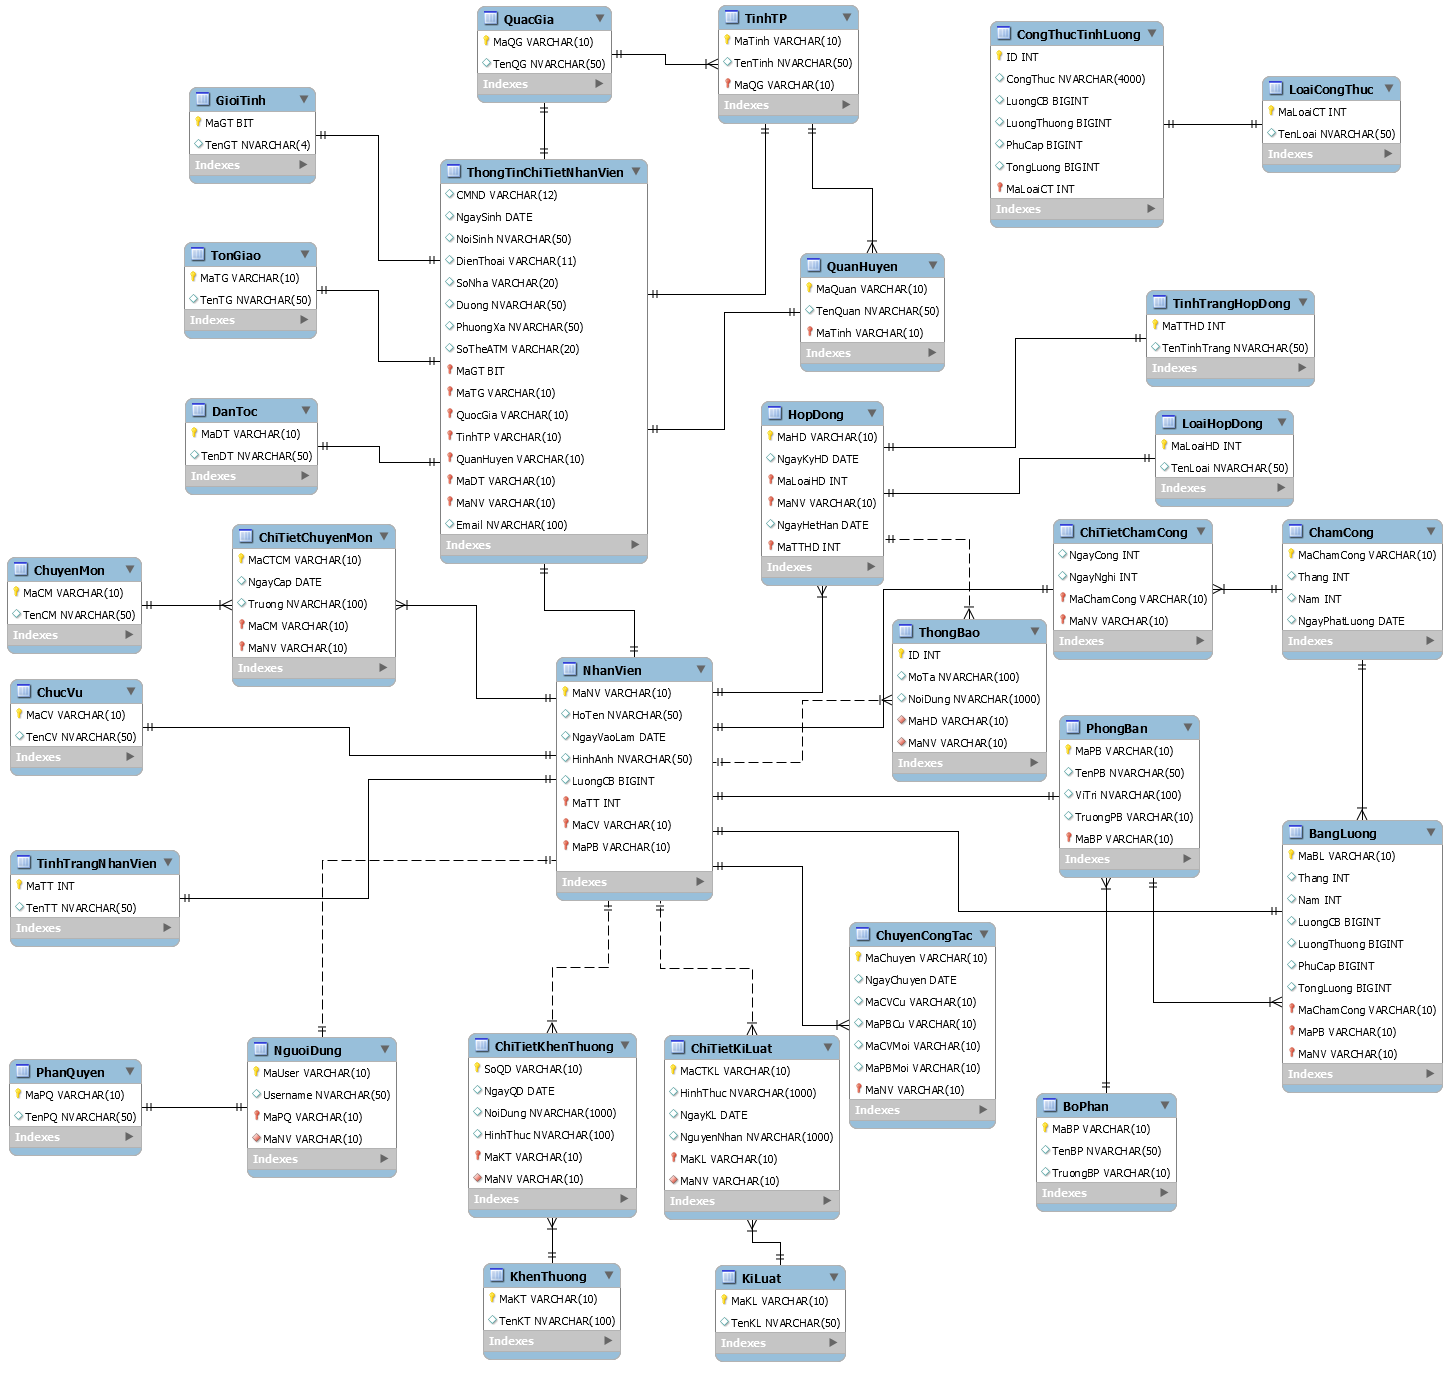 QuacGia
MaQG VARCHAR(10)
TenQG NVARCHAR(50)
Indexes
TinhTP
MaTinh VARCHAR(10)
TenTinh NVARCHAR(50)
MaQG VARCHAR(10)
Indexes
CongThucTinhLuong
ID INT
CongThuc NVARCHAR(4000)
LuongCB BIGINT
LuongThuong BIGINT
PhuCap BIGINT
TongLuong BIGINT
MaLoaiCT INT
Indexes
LoaiCongThuc
MaLoaiCT INT
TenLoai NVARCHAR(50)
Indexes
GioiTinh
MaGT BIT
TenGT NVARCHAR(4)
Indexes
ThongTinChiTietNhanVien
CMND VARCHAR(12)
NgaySinh DATE
NoiSinh NVARCHAR(50)
DienThoai VARCHAR(11)
SoNha VARCHAR(20)
Duong NVARCHAR(50)
PhuongXa NVARCHAR(50)
SoTheATM VARCHAR(20)
MaGT BIT
MaTG VARCHAR(10)
QuocGia VARCHAR(10)
TinhTP VARCHAR(10)
QuanHuyen VARCHAR(10)
MaDT VARCHAR(10)
MaNV VARCHAR(10)
Email NVARCHAR(100)
Indexes
TonGiao
MaTG VARCHAR(10)
TenTG NVARCHAR(50)
Indexes
QuanHuyen
MaQuan VARCHAR(10)
TenQuan NVARCHAR(50)
MaTinh VARCHAR(10)
Indexes
TinhTrangHopDong
MaTTHD INT
TenTinhTrang NVARCHAR(50)
Indexes
DanToc
MaDT VARCHAR(10)
TenDT NVARCHAR(50)
Indexes
HopDong
MaHD VARCHAR(10)
NgayKyHD DATE
MaLoaiHD INT
MaNV VARCHAR(10)
NgayHetHan DATE
MaTTHD INT
Indexes
LoaiHopDong
MaLoaiHD INT
TenLoai NVARCHAR(50)
Indexes
ChuyenMon
MaCM VARCHAR(10)
TenCM NVARCHAR(50)
Indexes
ChiTietChuyenMon
MaCTCM VARCHAR(10)
NgayCap DATE
Truong NVARCHAR(100)
MaCM VARCHAR(10)
MaNV VARCHAR(10)
Indexes
ChiTietChamCong
NgayCong INT
NgayNghi INT
MaChamCong VARCHAR(10)
MaNV VARCHAR(10)
Indexes
ChamCong
MaChamCong VARCHAR(10)
Thang INT
Nam INT
NgayPhatLuong DATE
Indexes
ThongBao
ID INT
MoTa NVARCHAR(100)
NoiDung NVARCHAR(1000)
MaHD VARCHAR(10)
MaNV VARCHAR(10)
Indexes
ChucVu
MaCV VARCHAR(10)
TenCV NVARCHAR(50)
Indexes
NhanVien
MaNV VARCHAR(10)
HoTen NVARCHAR(50)
NgayVaoLam DATE
HinhAnh NVARCHAR(50)
LuongCB BIGINT
MaTT INT
MaCV VARCHAR(10)
MaPB VARCHAR(10)
Indexes
PhongBan
MaPB VARCHAR(10)
TenPB NVARCHAR(50)
ViTri NVARCHAR(100)
TruongPB VARCHAR(10)
MaBP VARCHAR(10)
Indexes
BangLuong
MaBL VARCHAR(10)
Thang INT
Nam INT
LuongCB BIGINT
LuongThuong BIGINT
PhuCap BIGINT
TongLuong BIGINT
MaChamCong VARCHAR(10)
MaPB VARCHAR(10)
MaNV VARCHAR(10)
Indexes
TinhTrangNhanVien
MaTT INT
TenTT NVARCHAR(50)
Indexes
ChuyenCongTac
MaChuyen VARCHAR(10)
NgayChuyen DATE
MaCVCu VARCHAR(10)
MaPBCu VARCHAR(10)
MaCVMoi VARCHAR(10)
MaPBMoi VARCHAR(10)
MaNV VARCHAR(10)
Indexes
PhanQuyen
MaPQ VARCHAR(10)
TenPQ NVARCHAR(50)
Indexes
NguoiDung
MaUser VARCHAR(10)
Username NVARCHAR(50)
MaPQ VARCHAR(10)
MaNV VARCHAR(10)
Indexes
ChiTietKhenThuong
SoQD VARCHAR(10)
NgayQD DATE
NoiDung NVARCHAR(1000)
HinhThuc NVARCHAR(100)
MaKT VARCHAR(10)
MaNV VARCHAR(10)
Indexes
ChiTietKiLuat
MaCTKL VARCHAR(10)
HinhThuc NVARCHAR(1000)
NgayKL DATE
NguyenNhan NVARCHAR(1000)
MaKL VARCHAR(10)
MaNV VARCHAR(10)
Indexes
BoPhan
MaBP VARCHAR(10)
TenBP NVARCHAR(50)
TruongBP VARCHAR(10)
Indexes
KhenThuong
MaKT VARCHAR(10)
TenKT NVARCHAR(100)
Indexes
KiLuat
MaKL VARCHAR(10)
TenKL NVARCHAR(50)
Indexes